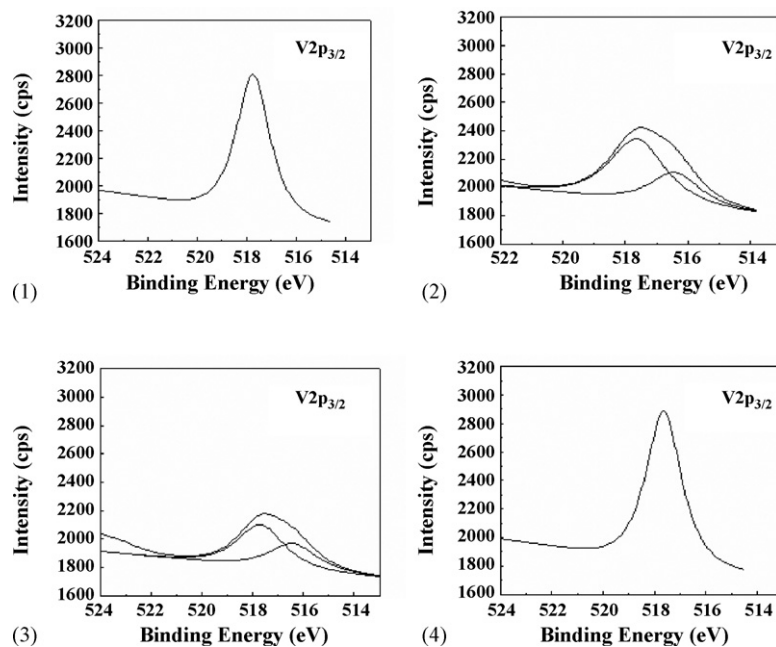 3200
3000
2800
2600
2400
2200
2000
1800
1600
Intensity (cps)
V2p3/2
524 522 520 518 516 514
Binding Energy (eV)
(1)
3200
3000
2800
2600
2400
2200
2000
1800
1600
Intensity (cps)
V2p3/2
522 520 518 516 514
Binding Energy (eV)
(2)
3200
3000
2800
2600
2400
2200
2000
1800
1600
Intensity (cps)
V2p3/2
524 522 520 518 517 516 514
Binding Energy (eV)
(3)
3200
3000
2800
2600
2400
2200
2000
1800
1600
Intensity (cps)
V2p3/2
524 522 520 518 516 514
Binding Energy (eV)
(4)